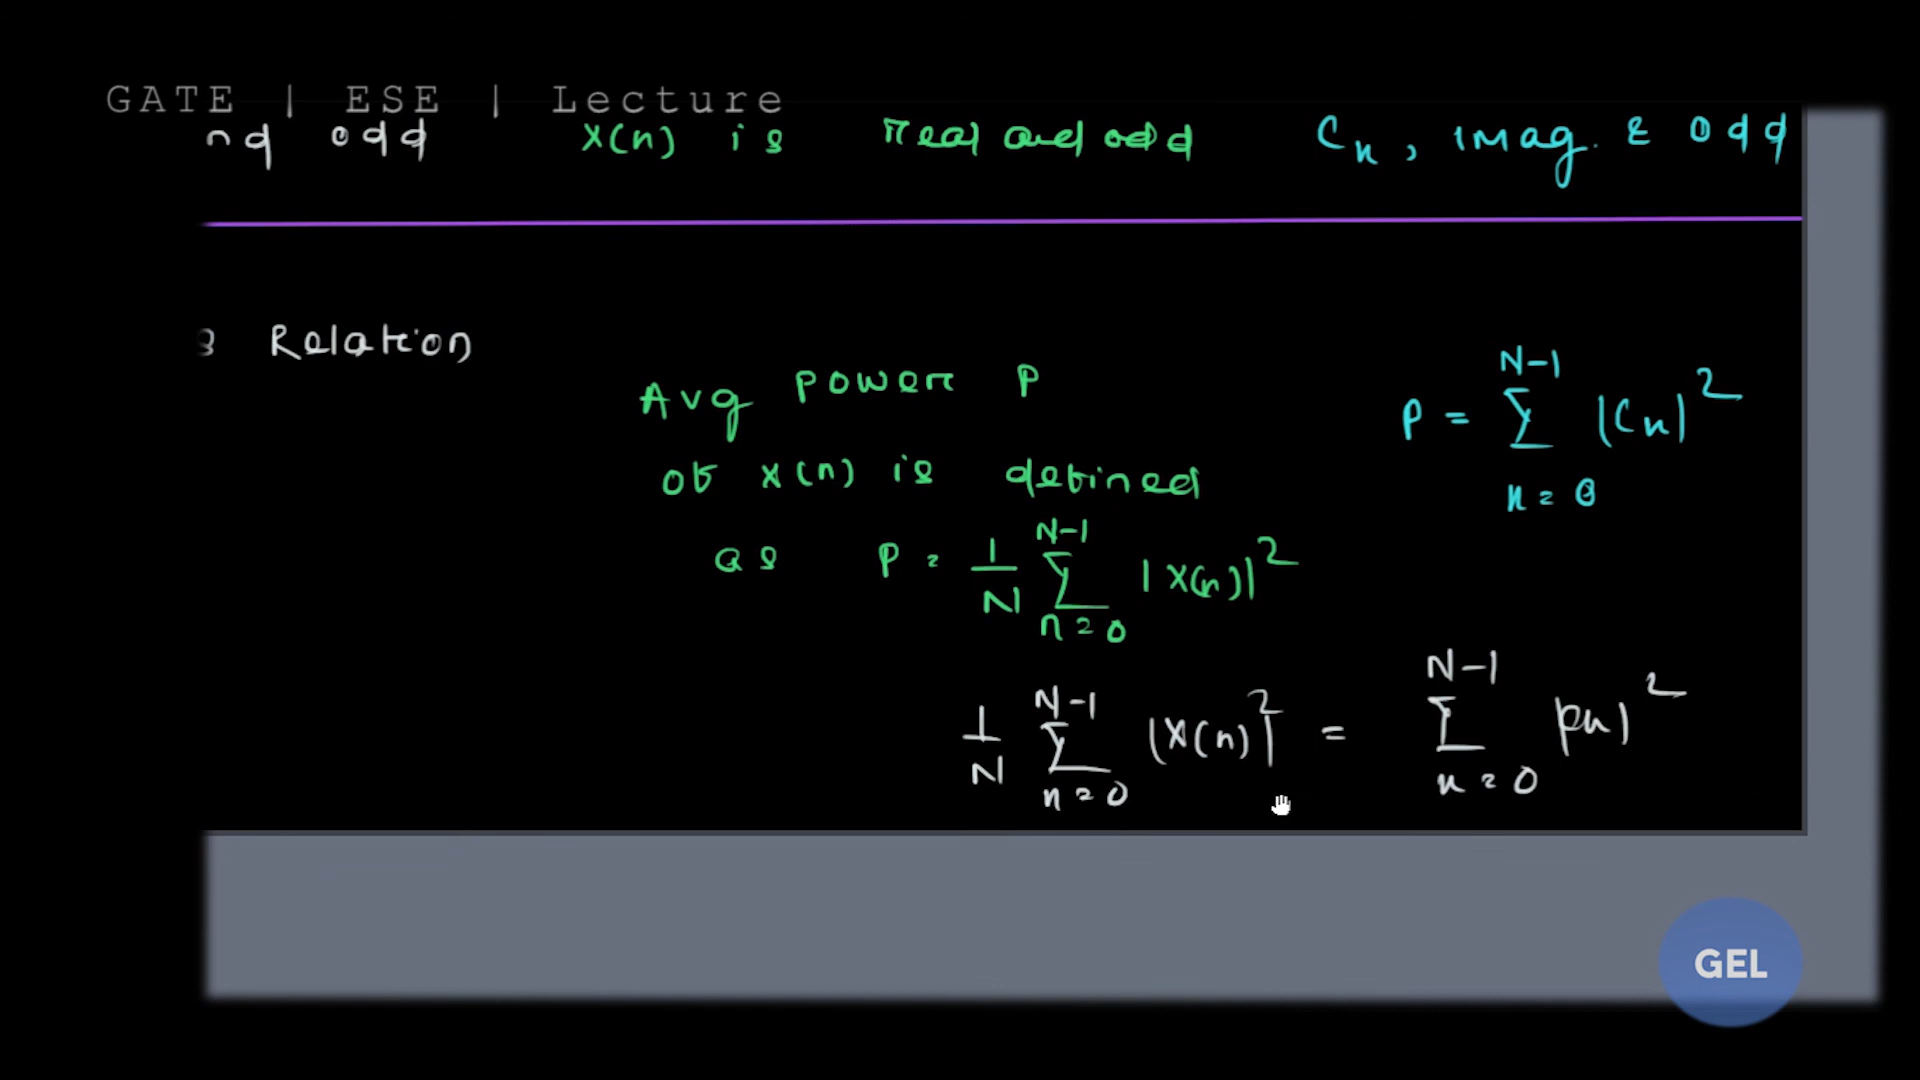 GATE | ESE | Lecture
nd odd x(n) is real and odd Ck, imag. & odd
Relation
Avg power P
of x(n) is defined
as P = 1/N N-1 ∑ n=0 |x(n)|²
P = N-1 ∑ k=0 |Ck|²
1/N N-1 ∑ n=0 |x(n)|² = N-1 ∑ k=0 |Ck|²
GEL